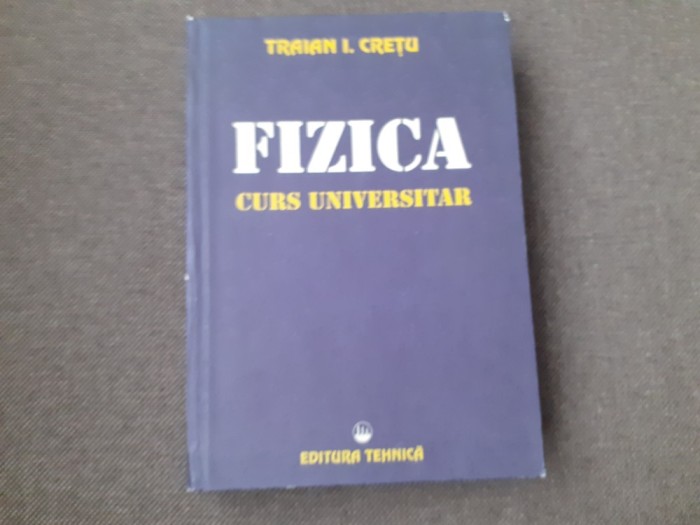 TRAIAN I. CREȚU
FIZICA
CURS UNIVERSITAR
EDITURA TEHNICĂ